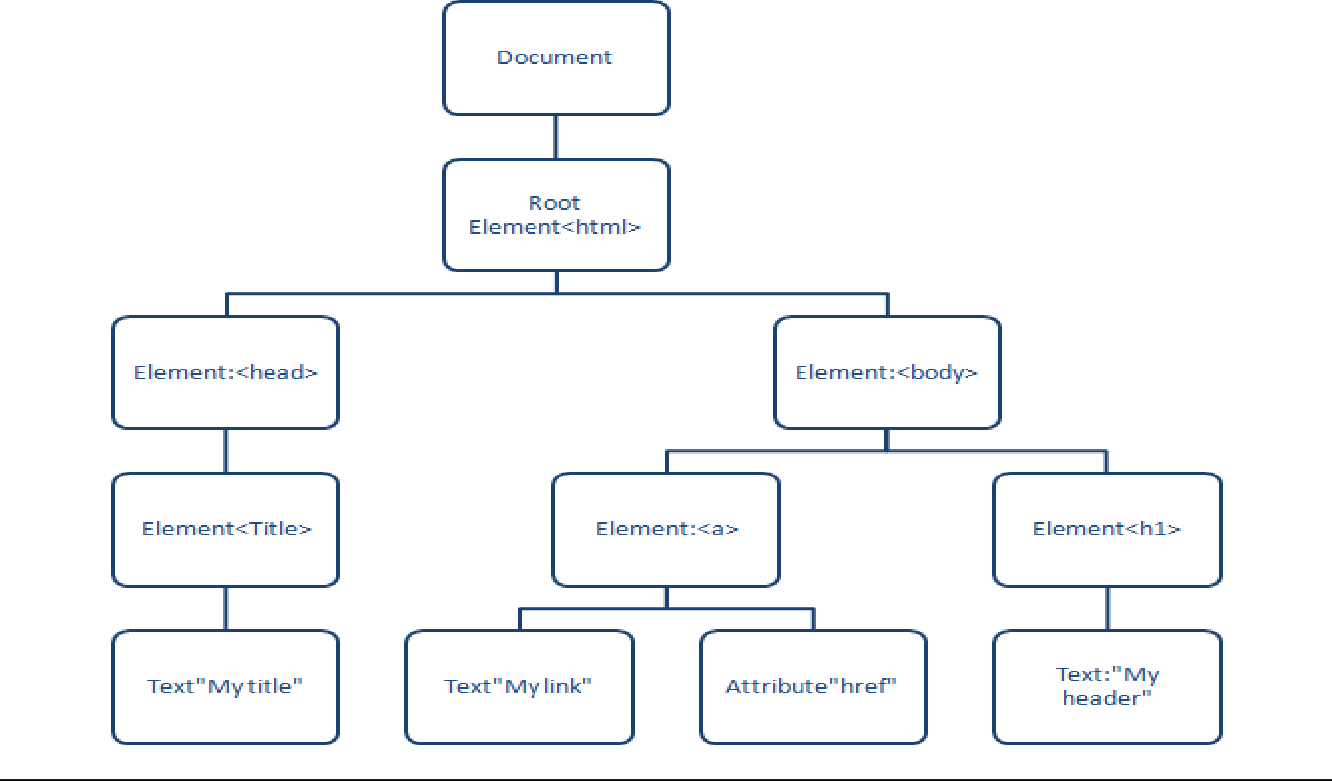 Document
Root
Element<html>
Element:<head>
Element:<body>
Element<Title>
Element:<a>
Element<h1>
Text"My title"
Text"My link"
Attribute"href"
Text:"My
header"